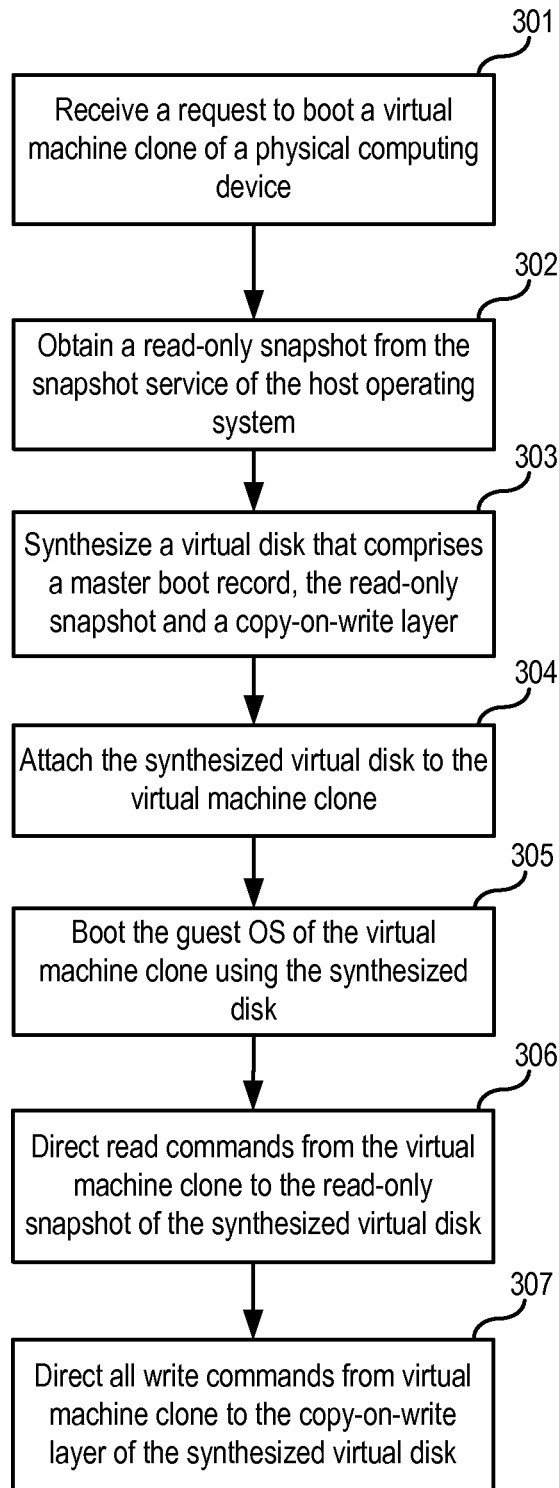 301
Receive a request to boot a virtual
machine clone of a physical computing
device
302
Obtain a read-only snapshot from the
snapshot service of the host operating
system
303
Synthesize a virtual disk that comprises
a master boot record, the read-only
snapshot and a copy-on-write layer
304
Attach the synthesized virtual disk to the
virtual machine clone
305
Boot the guest OS of the virtual
machine clone using the synthesized
disk
306
Direct read commands from the virtual
machine clone to the read-only
snapshot of the synthesized virtual disk
307
Direct all write commands from virtual
machine clone to the copy-on-write
layer of the synthesized virtual disk